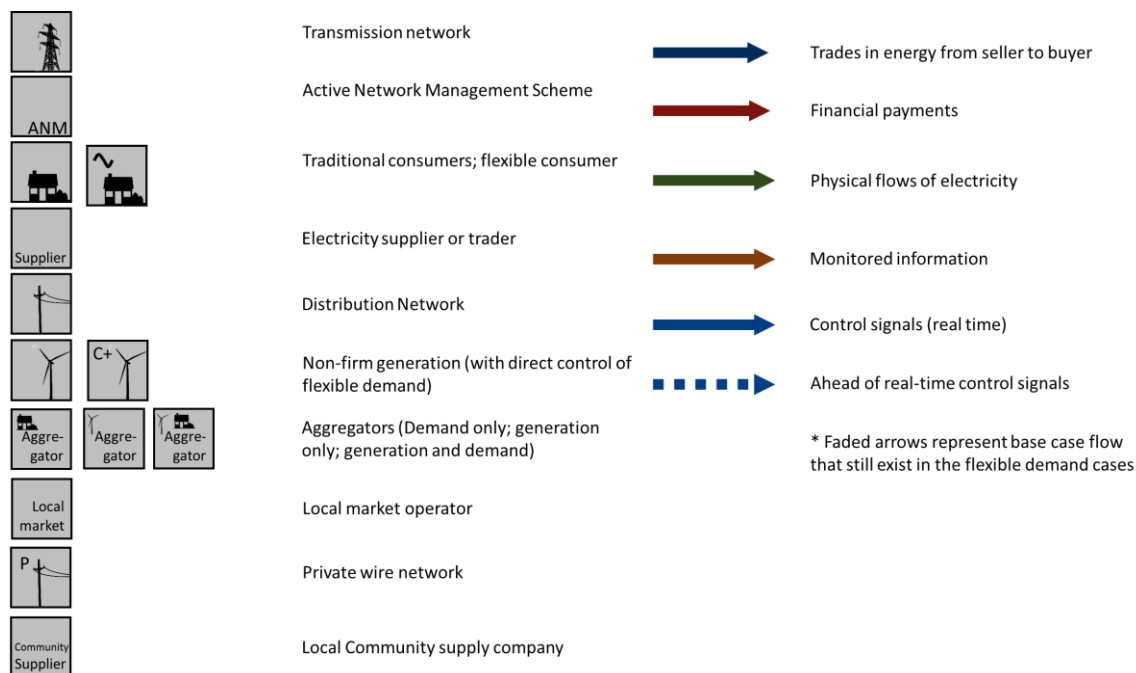 Transmission network
Trades in energy from seller to buyer
ANM
Active Network Management Scheme
Financial payments
Traditional consumers; flexible consumer
Physical flows of electricity
Supplier
Electricity supplier or trader
Monitored information
Distribution Network
Control signals (real time)
C+
Non-firm generation (with direct control of
flexible demand)
Ahead of real-time control signals
Aggre-
gator
Aggre-
gator
Aggre-
gator
Aggregators (Demand only; generation
only; generation and demand)
* Faded arrows represent base case flow
that still exist in the flexible demand cases
Local
market
Local market operator
P
Private wire network
Community
Supplier
Local Community supply company